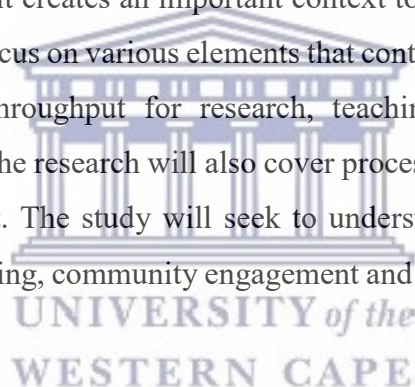 it creates an important context to
cus on various elements that cont
hroughput for research, teachin
he research will also cover proces
. The study will seek to unders
ing, community engagement and
UNIVERSITY of the
WESTERN CAPE